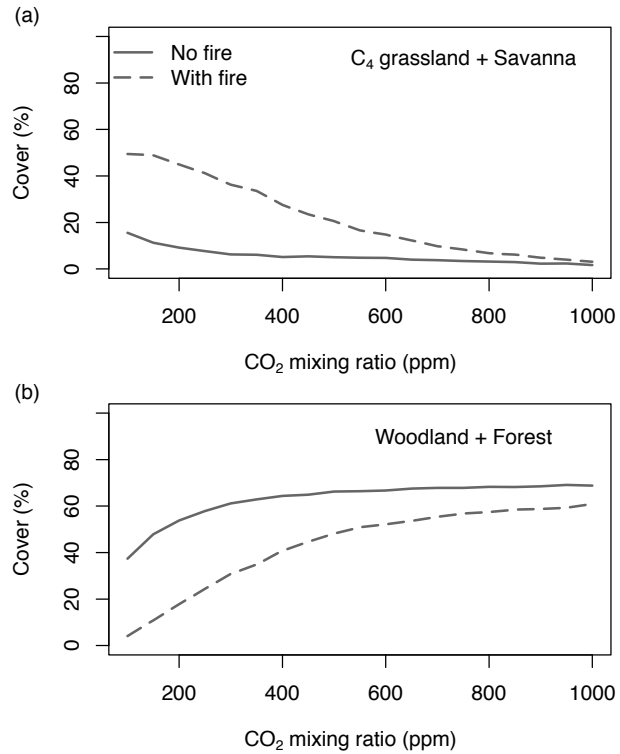 (a)
No fire
With fire
C₄ grassland + Savanna
Cover (%)
80
60
40
20
0
200 400 600 800 1000
CO₂ mixing ratio (ppm)
(b)
Woodland + Forest
Cover (%)
80
60
40
20
0
200 400 600 800 1000
CO₂ mixing ratio (ppm)